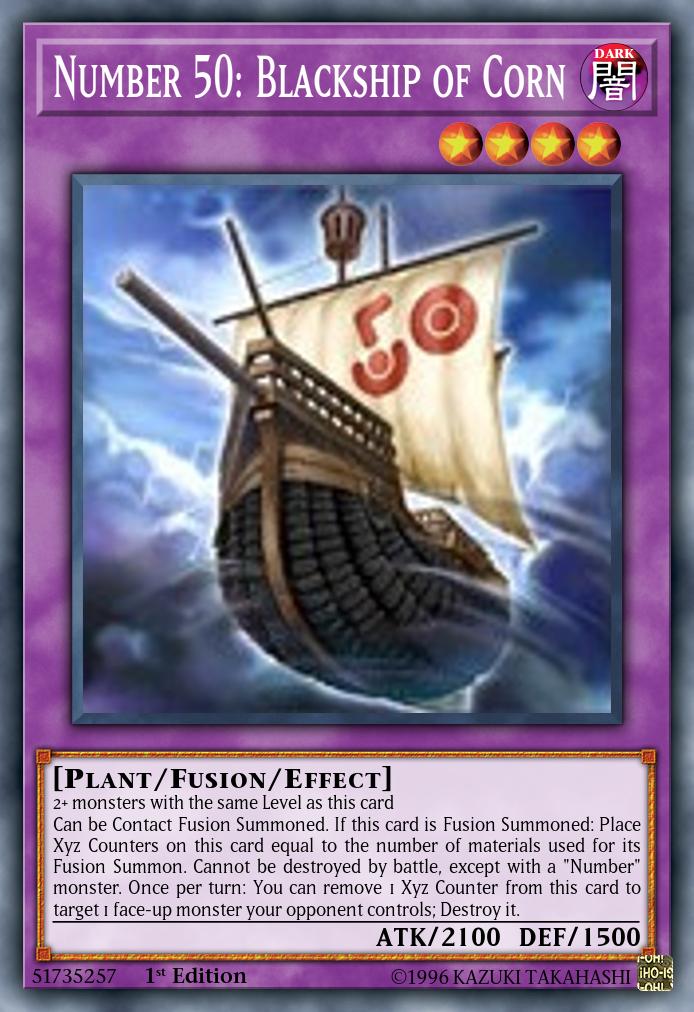 Number 50: Blackship of Corn
DARK
闇
50
[Plant/Fusion/Effect]
2+ monsters with the same Level as this card
Can be Contact Fusion Summoned. If this card is Fusion Summoned: Place
Xyz Counters on this card equal to the number of materials used for its
Fusion Summon. Cannot be destroyed by battle, except with a "Number"
monster. Once per turn: You can remove 1 Xyz Counter from this card to
target 1 face-up monster your opponent controls; Destroy it.
ATK/2100 DEF/1500
51735257 1st Edition ©1996 KAZUKI TAKAHASHI